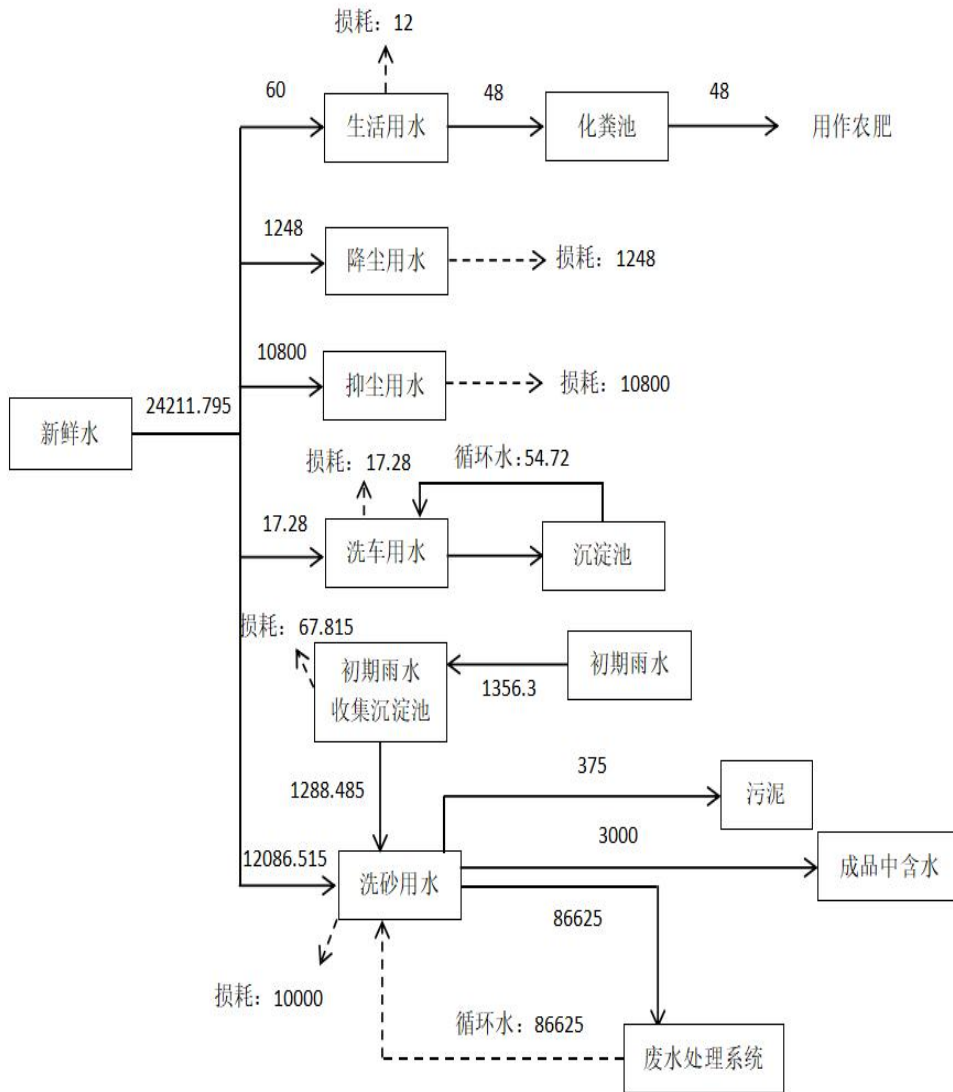 损耗：12
60
生活用水
48
化粪池
48
用作农肥
1248
降尘用水
损耗：1248
10800
抑尘用水
损耗：10800
新鲜水
24211.795
损耗：17.28
循环水:54.72
17.28
洗车用水
沉淀池
损耗：67.815
初期雨水
收集沉淀池
1356.3
初期雨水
1288.485
375
污泥
3000
成品中含水
12086.515
洗砂用水
86625
损耗：10000
循环水：86625
废水处理系统